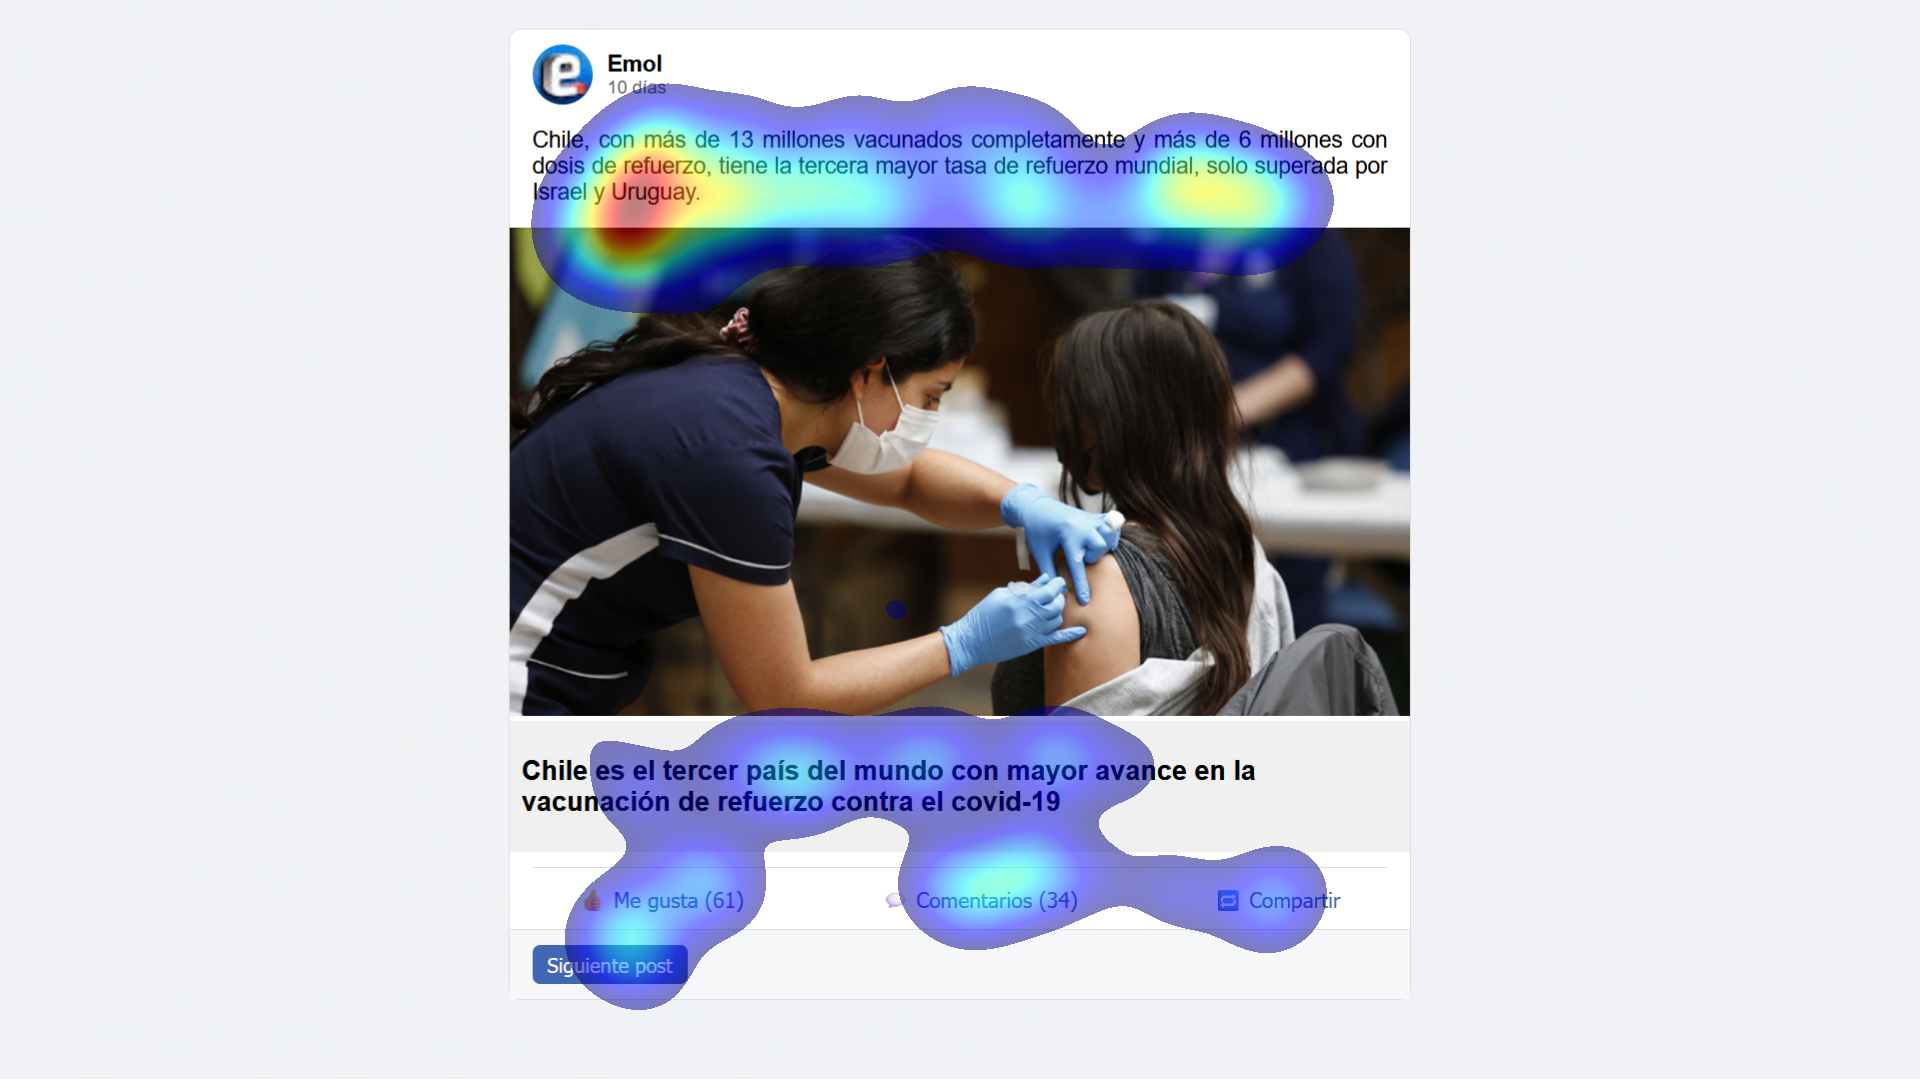 Emol
10 días
Chile, con más de 13 millones vacunados completamente y más de 6 millones con
dosis de refuerzo, tiene la tercera mayor tasa de refuerzo mundial, solo superada por
Israel y Uruguay.
Chile es el tercer país del mundo con mayor avance en la
vacunación de refuerzo contra el covid-19
Me gusta (61) Comentarios (34) Compartir
Siguiente post